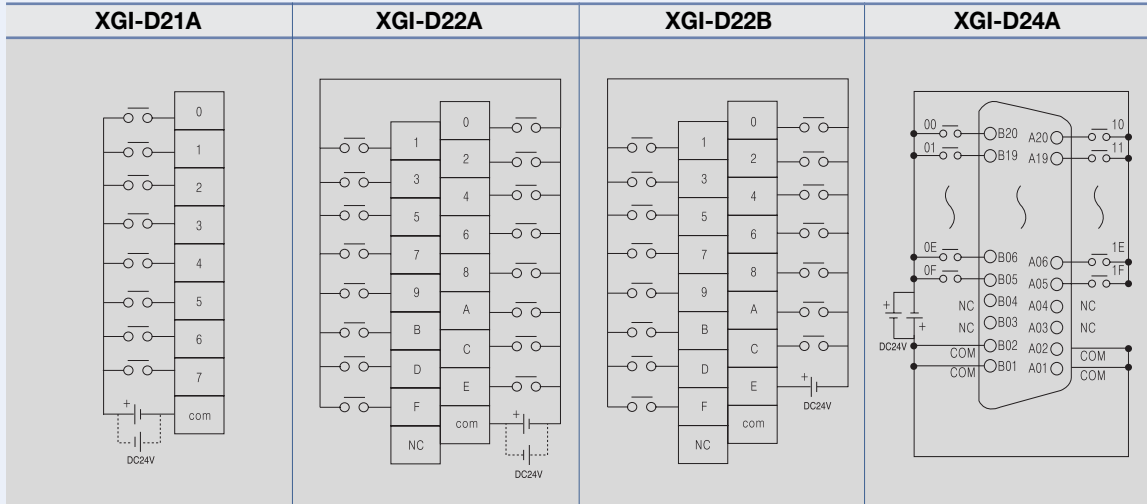 XGI-D21A
XGI-D22A
XGI-D22B
XGI-D24A
0
1
2
3
4
5
6
7
com
+
DC24V
0
1
2
3
4
5
6
7
8
9
A
B
C
D
E
F
com
NC
+
DC24V
0
1
2
3
4
5
6
7
8
9
A
B
C
D
E
F
com
NC
+
DC24V
00 B20 A20 10
01 B19 A19 11
0E B06 A06 1E
0F B05 A05 1F
NC B04 A04 NC
NC B03 A03 NC
+
+
DC24V
COM B02 A02 COM
COM B01 A01 COM